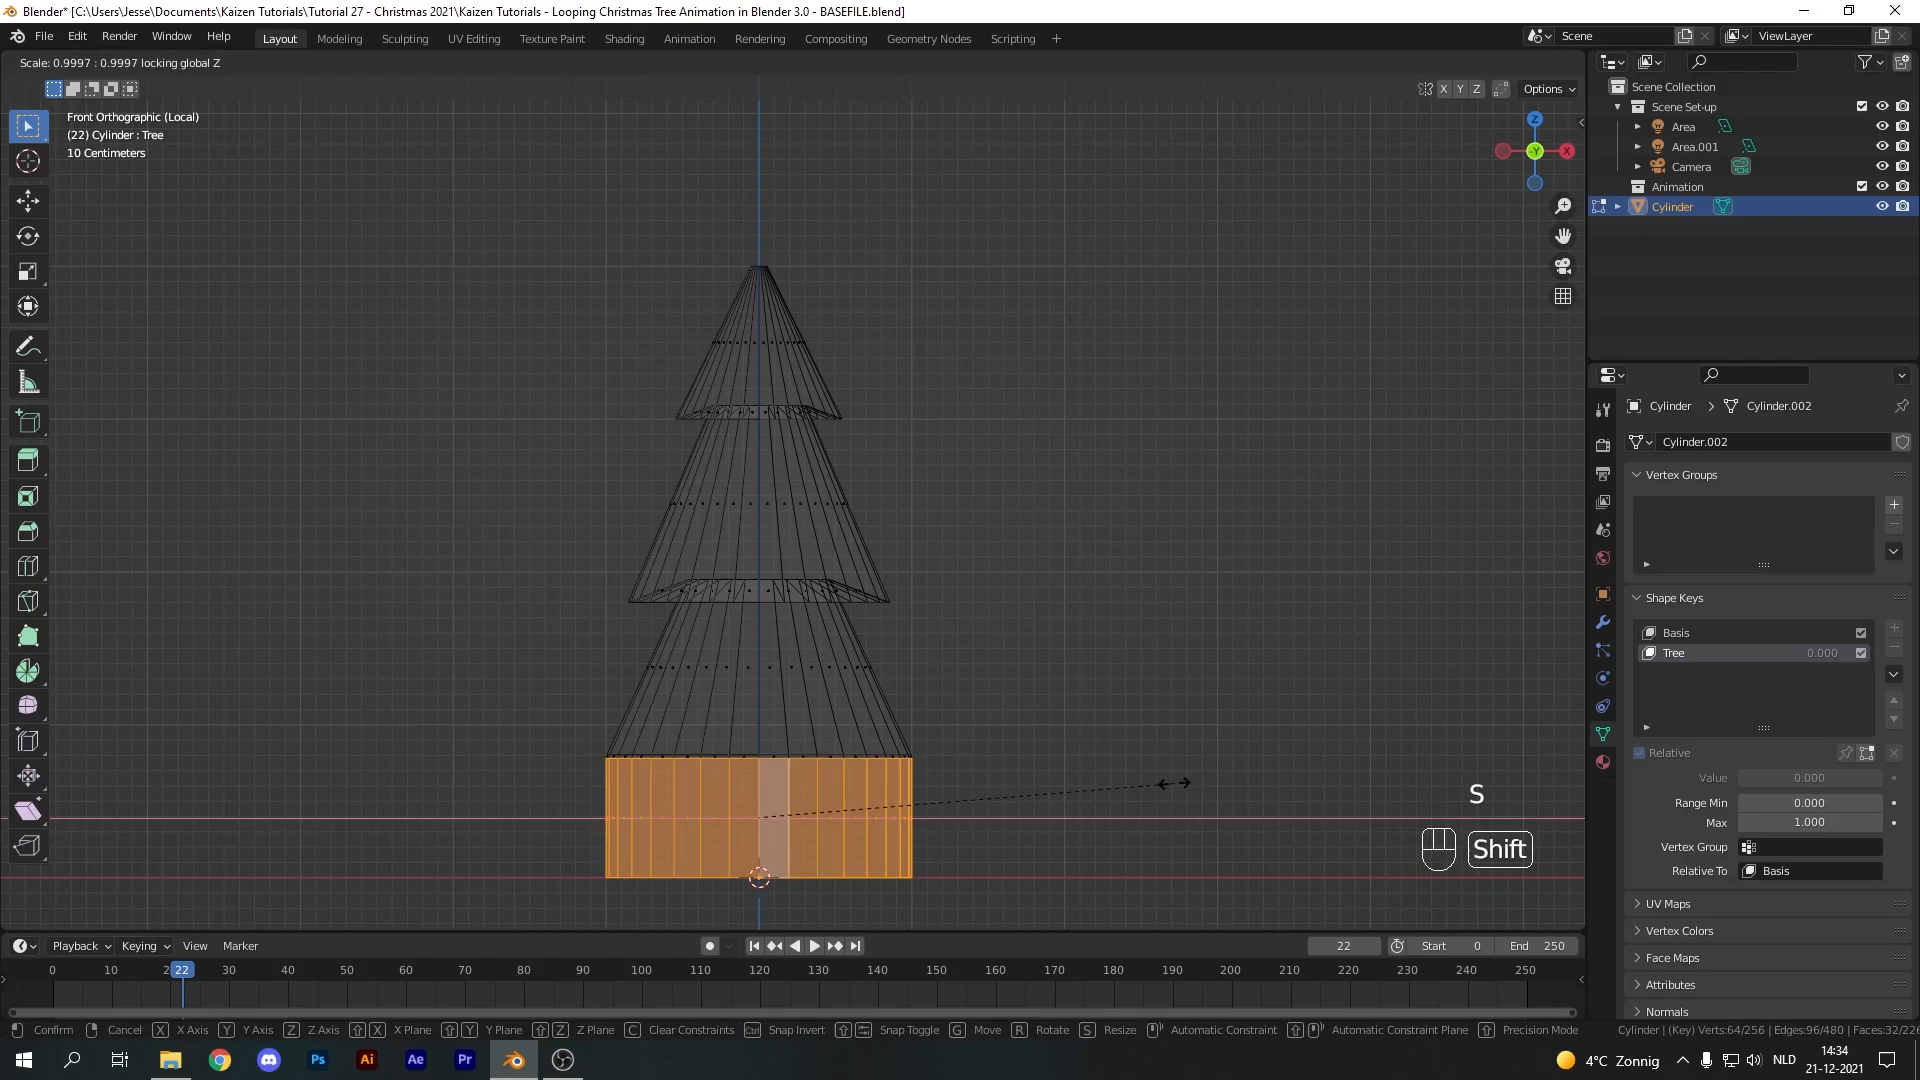 Blender* [C:\Users\Jesse\Documents\Kaizen Tutorials\Tutorial 27 - Christmas 2021\Kaizen Tutorials - Looping Christmas Tree Animation in Blender 3.0 - BASEFILE.blend]
File Edit Render Window Help Layout Modeling Sculpting UV Editing Texture Paint Shading Animation Rendering Compositing Geometry Nodes Scripting + Scene ViewLayer
Scale: 0.9997 : 0.9997 locking global Z
X Y Z Options
Scene Collection
Scene Set-up
Area
Area.001
Camera
Animation
Cylinder
Front Orthographic (Local)
(22) Cylinder : Tree
10 Centimeters
Z
-Y
X
Cylinder > Cylinder.002
Cylinder.002
Vertex Groups
Shape Keys
Basis
Tree 0.000
Relative
Value 0.000
Range Min 0.000
Max 1.000
Vertex Group
Relative To Basis
UV Maps
Vertex Colors
Face Maps
Attributes
Normals
S
Shift
Playback Keying View Marker 22 Start 0 End 250
0 10 2 22 30 40 50 60 70 80 90 100 110 120 130 140 150 160 170 180 190 200 210 220 230 240 250
Confirm Cancel X X Axis Y Y Axis Z Z Axis X X Plane Y Y Plane Z Z Plane C Clear Constraints Ctrl Snap Invert Snap Toggle G Move R Rotate S Resize Automatic Constraint Automatic Constraint Plane Precision Mode Cylinder | (Key) Verts:64/256 | Edges:96/480 | Faces:32/226
Ps Ai Ae Pr 4°C Zonnig NLD 14:34
21-12-2021